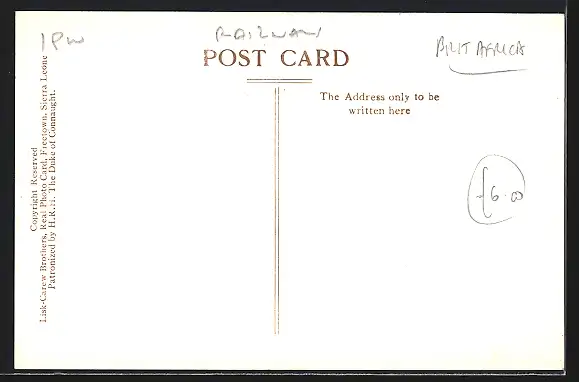 IPW
RAILWAY
BRIT AFRICA
POST CARD
The Address only to be
written here
£6.00
Copyright Reserved
Lisk-Carew Brothers, Real Photo Card, Freetown, Sierra Leone
Patronized by H.R.H. The Duke of Connaught.